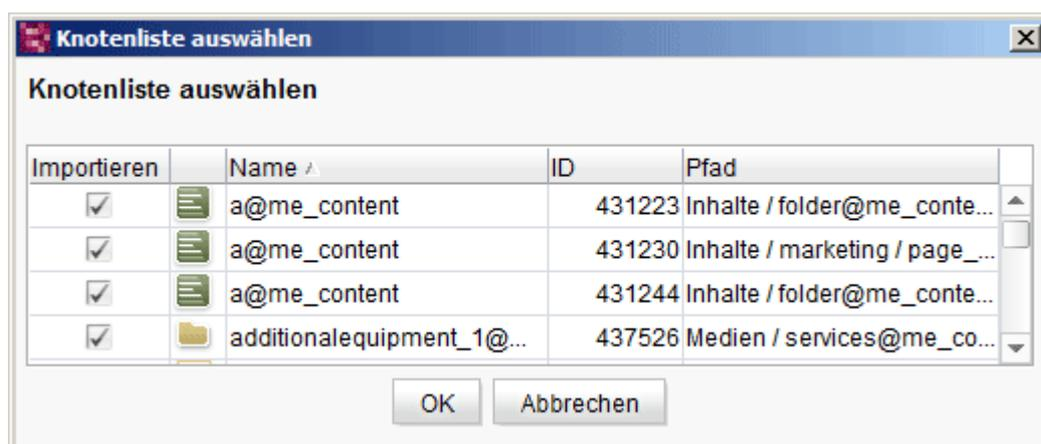 Knotenliste auswählen
Knotenliste auswählen
Importieren Name ID Pfad
a@me_content 431223 Inhalte / folder@me_conte...
a@me_content 431230 Inhalte / marketing / page_...
a@me_content 431244 Inhalte / folder@me_conte...
additionalequipment_1@... 437526 Medien / services@me_co...
OK Abbrechen